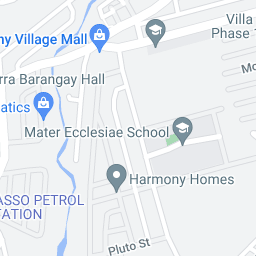 Villa
Phase 1
ny Village Mall
Mo
rra Barangay Hall
atics
Mater Ecclesiae School
Harmony Homes
ASSO PETROL
STATION
Pluto St